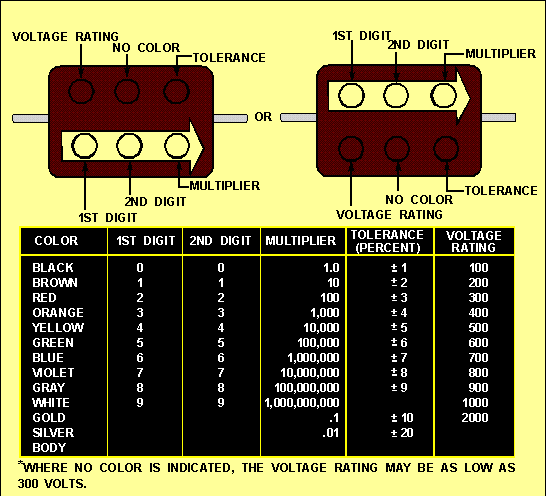 VOLTAGE RATING
NO COLOR
TOLERANCE
1ST DIGIT
2ND DIGIT
MULTIPLIER
OR
MULTIPLIER
2ND DIGIT
1ST DIGIT
TOLERANCE
NO COLOR
VOLTAGE RATING
COLOR 1ST DIGIT 2ND DIGIT MULTIPLIER TOLERANCE (PERCENT) VOLTAGE RATING
BLACK 0 0 1.0 ± 1 100
BROWN 1 1 10 ± 2 200
RED 2 2 100 ± 3 300
ORANGE 3 3 1,000 ± 4 400
YELLOW 4 4 10,000 ± 5 500
GREEN 5 5 100,000 ± 6 600
BLUE 6 6 1,000,000 ± 7 700
VIOLET 7 7 10,000,000 ± 8 800
GRAY 8 8 100,000,000 ± 9 900
WHITE 9 9 1,000,000,000 1000
GOLD .1 ± 10 2000
SILVER .01 ± 20
BODY
*WHERE NO COLOR IS INDICATED, THE VOLTAGE RATING MAY BE AS LOW AS
300 VOLTS.